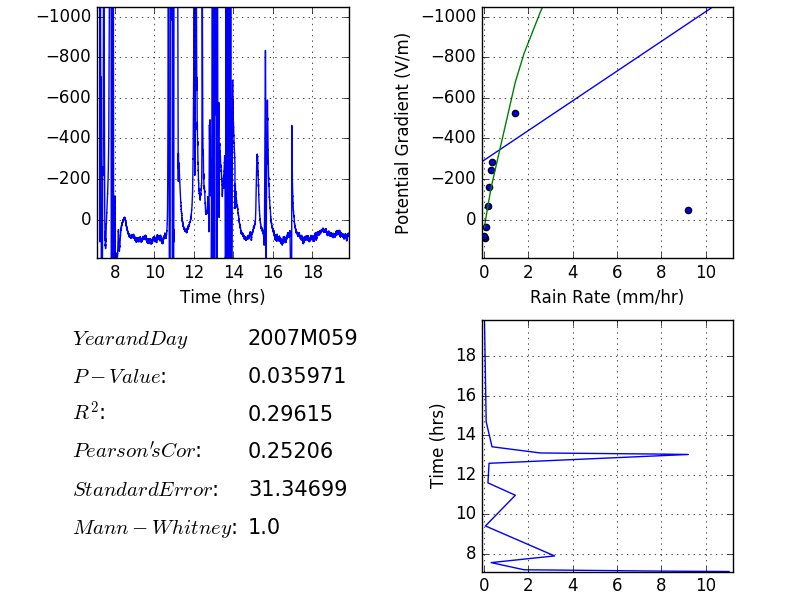 −1000
−800
−600
−400
−200
0
8 10 12 14 16 18
Time (hrs)
Potential Gradient (V/m)
−1000
−800
−600
−400
−200
0
0 2 4 6 8 10
Rain Rate (mm/hr)
YearandDay 2007M059
P−Value: 0.035971
R²: 0.29615
Pearson'sCor: 0.25206
StandardError: 31.34699
Mann−Whitney: 1.0
Time (hrs)
18
16
14
12
10
8
0 2 4 6 8 10